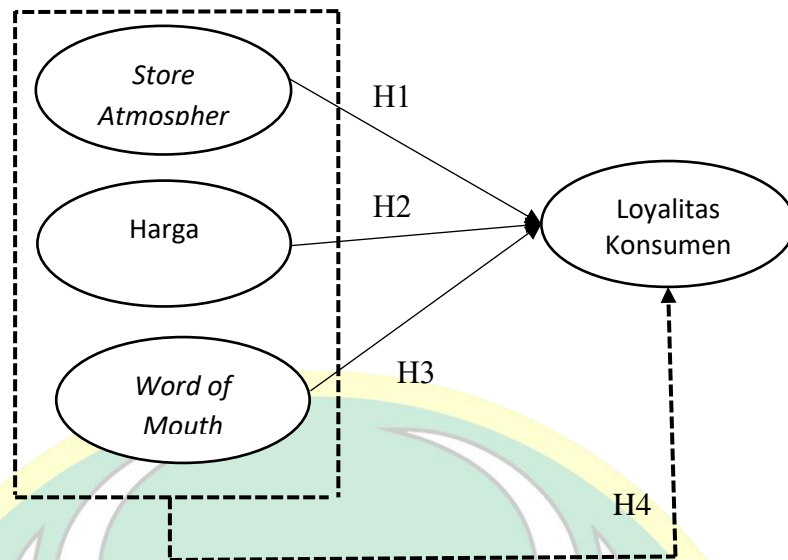 Store
Atmospher
H1
Harga
H2
Loyalitas
Konsumen
Word of
Mouth
H3
H4